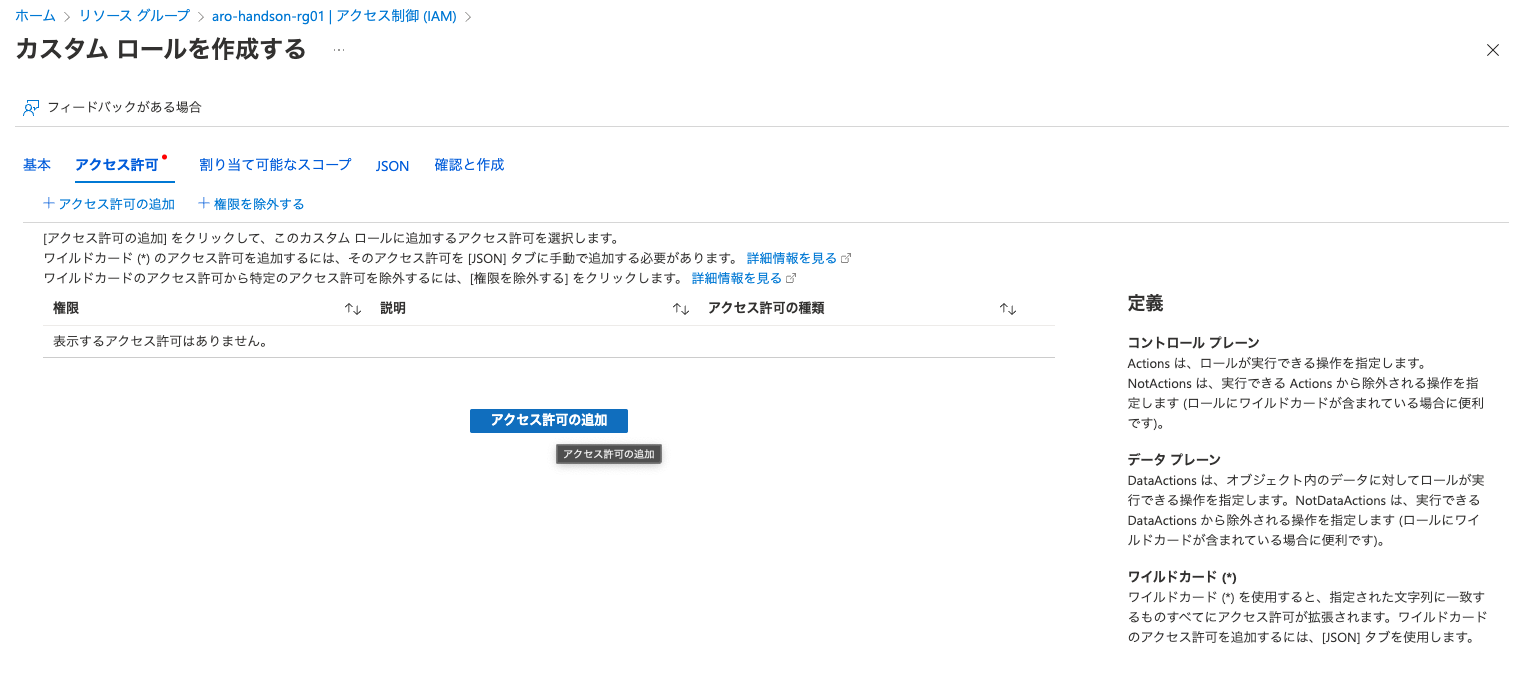 ホーム > リソース グループ > aro-handson-rg01 | アクセス制御 (IAM) >
カスタム ロールを作成する ...
フィードバックがある場合
基本 アクセス許可 割り当て可能なスコープ JSON 確認と作成
+ アクセス許可の追加 + 権限を除外する
[アクセス許可の追加] をクリックして、このカスタム ロールに追加するアクセス許可を選択します。
ワイルドカード (*) のアクセス許可を追加するには、そのアクセス許可を [JSON] タブに手動で追加する必要があります。 詳細情報を見る
ワイルドカードのアクセス許可から特定のアクセス許可を除外するには、[権限を除外する] をクリックします。 詳細情報を見る
権限 説明 アクセス許可の種類
表示するアクセス許可はありません。
アクセス許可の追加
アクセス許可の追加
定義
コントロール プレーン
Actions は、ロールが実行できる操作を指定します。
NotActions は、実行できる Actions から除外される操作を指
定します (ロールにワイルドカードが含まれている場合に便利
です)。
データ プレーン
DataActions は、オブジェクト内のデータに対してロールが実
行できる操作を指定します。NotDataActions は、実行できる
DataActions から除外される操作を指定します (ロールにワイ
ルドカードが含まれている場合に便利です)。
ワイルドカード (*)
ワイルドカード (*) を使用すると、指定された文字列に一致す
るものすべてにアクセス許可が拡張されます。ワイルドカード
のアクセス許可を追加するには、[JSON] タブを使用します。